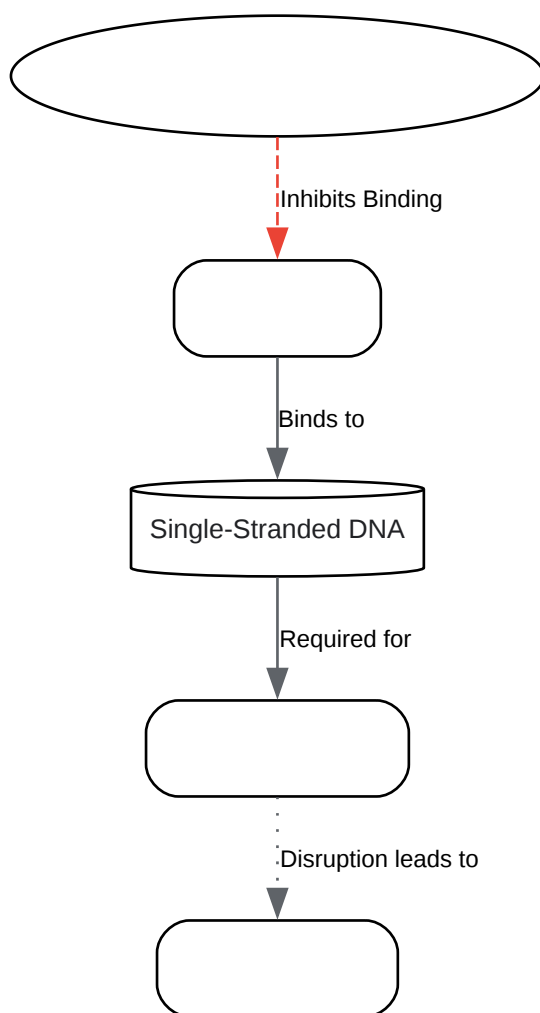 Inhibits Binding
Binds to
Single-Stranded DNA
Required for
Disruption leads to